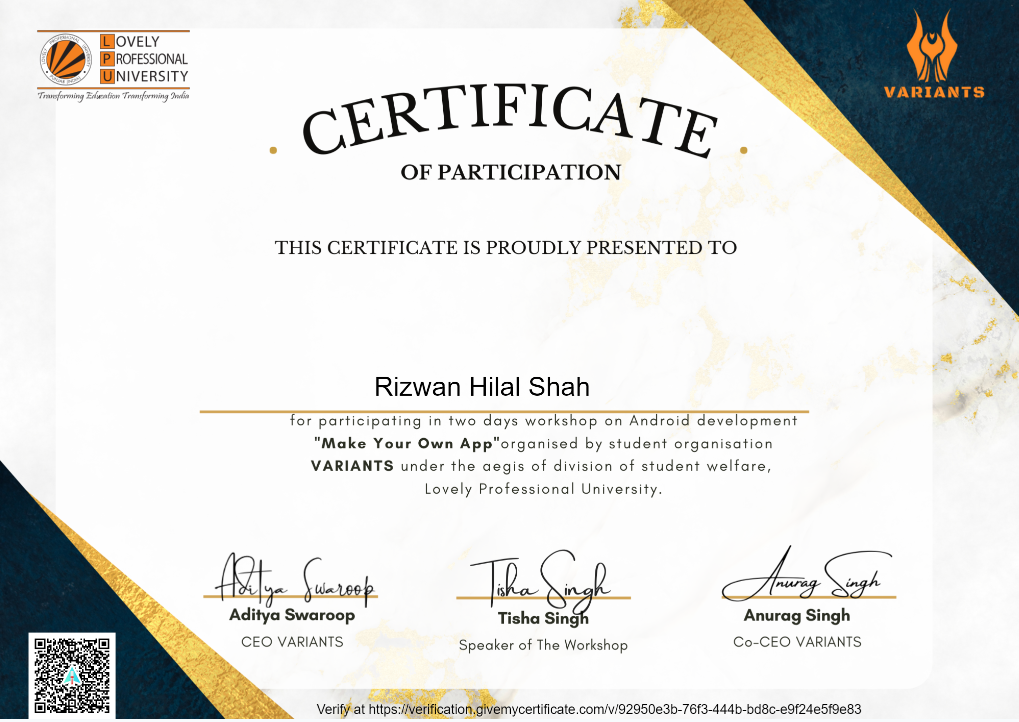 LOVELY
PROFESSIONAL
UNIVERSITY
Transforming Education Transforming India
VARIANTS
CERTIFICATE
OF PARTICIPATION
THIS CERTIFICATE IS PROUDLY PRESENTED TO
Rizwan Hilal Shah
for participating in two days workshop on Android development
"Make Your Own App"organised by student organisation
VARIANTS under the aegis of division of student welfare,
Lovely Professional University.
Aditya Swaroop Tisha Singh Anurag Singh
Aditya Swaroop Tisha Singh Anurag Singh
CEO VARIANTS Speaker of The Workshop Co-CEO VARIANTS
Verify at https://verification.givemycertificate.com/v/92950e3b-76f3-444b-bd8c-e9f24e5f9e83